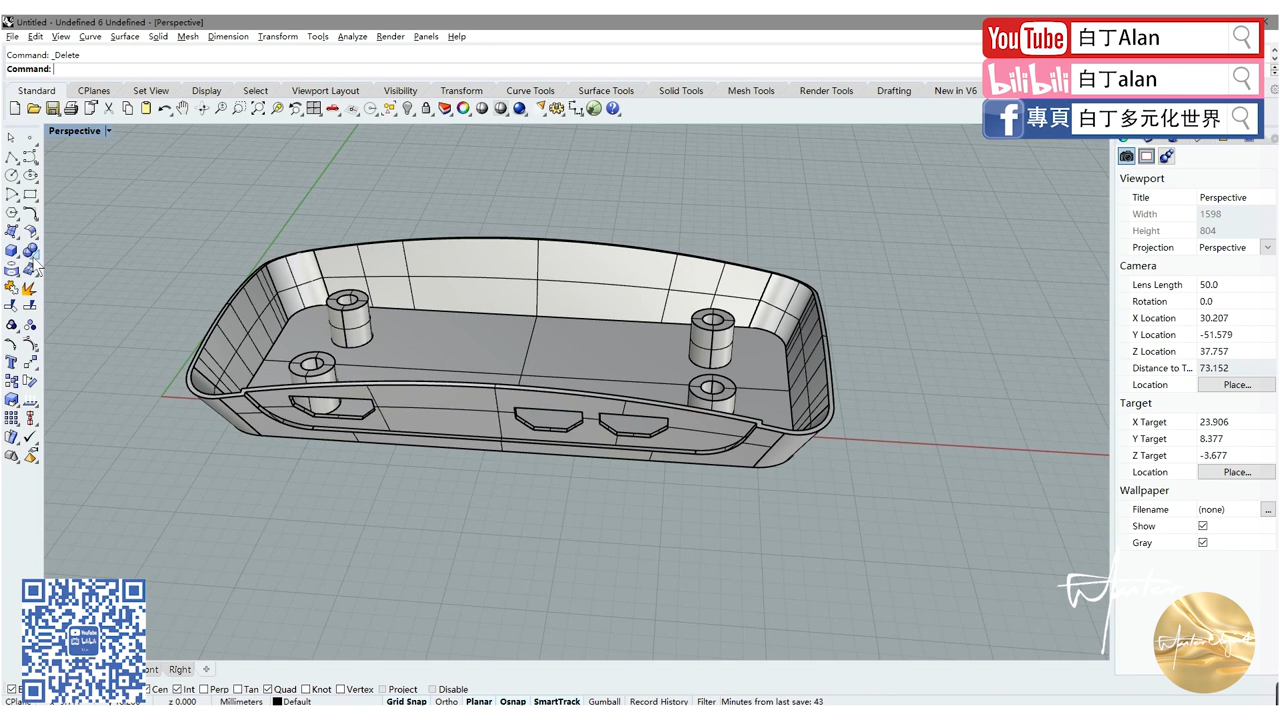 Untitled - Undefined 6 Undefined - [Perspective]
File Edit View Curve Surface Solid Mesh Dimension Transform Tools Analyze Render Panels Help
Command: _Delete
Command:
Standard CPlanes Set View Display Select Viewport Layout Visibility Transform Curve Tools Surface Tools Solid Tools Mesh Tools Render Tools Drafting New in V6
YouTube 白丁Alan
bilibili 白丁alan
f 專頁 白丁多元化世界
Perspective
Viewport
Title Perspective
Width 1598
Height 804
Projection Perspective
Camera
Lens Length 50.0
Rotation 0.0
X Location 30.207
Y Location -51.579
Z Location 37.757
Distance to T... 73.152
Location Place...
Target
X Target 23.906
Y Target 8.377
Z Target -3.677
Location Place...
Wallpaper
Filename (none) ...
Show
Gray
Right
Cen Int Perp Tan Quad Knot Vertex Project Disable
z 0.000 Millimeters Default Grid Snap Ortho Planar Osnap SmartTrack Gumball Record History Filter Minutes from last save: 43